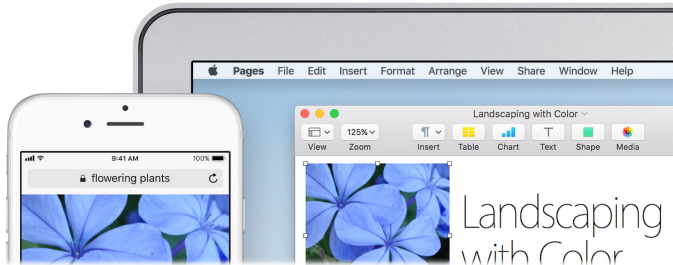 Pages File Edit Insert Format Arrange View Share Window Help
Landscaping with Color
125%
View Zoom Insert Table Chart Text Shape Media
9:41 AM 100%
flowering plants
Landscaping
with Color